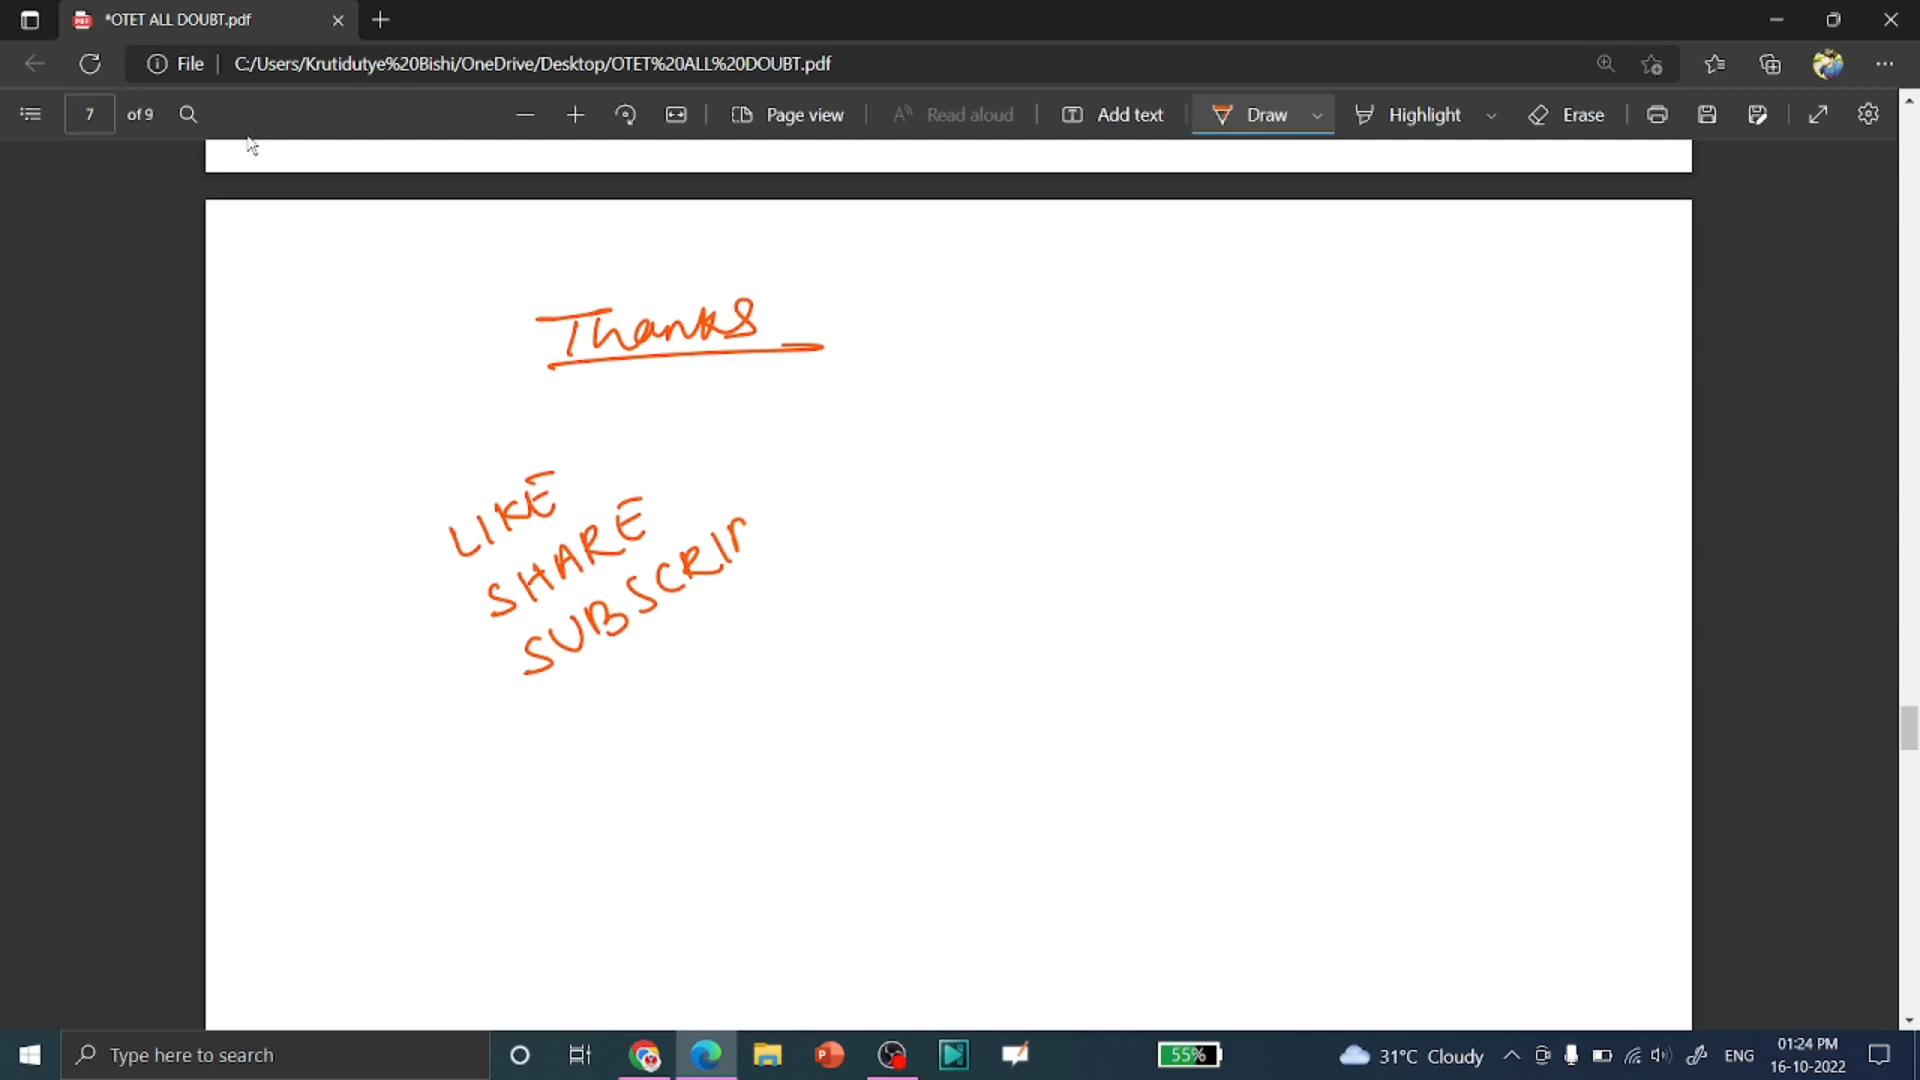 *OTET ALL DOUBT.pdf
File C:/Users/Krutidutye%20Bishi/OneDrive/Desktop/OTET%20ALL%20DOUBT.pdf
7 of 9 Page view Read aloud Add text Draw Highlight Erase
Thanks
LIKE
SHARE
SUBSCRIP
Type here to search 55% 31°C Cloudy ENG 01:24 PM
16-10-2022